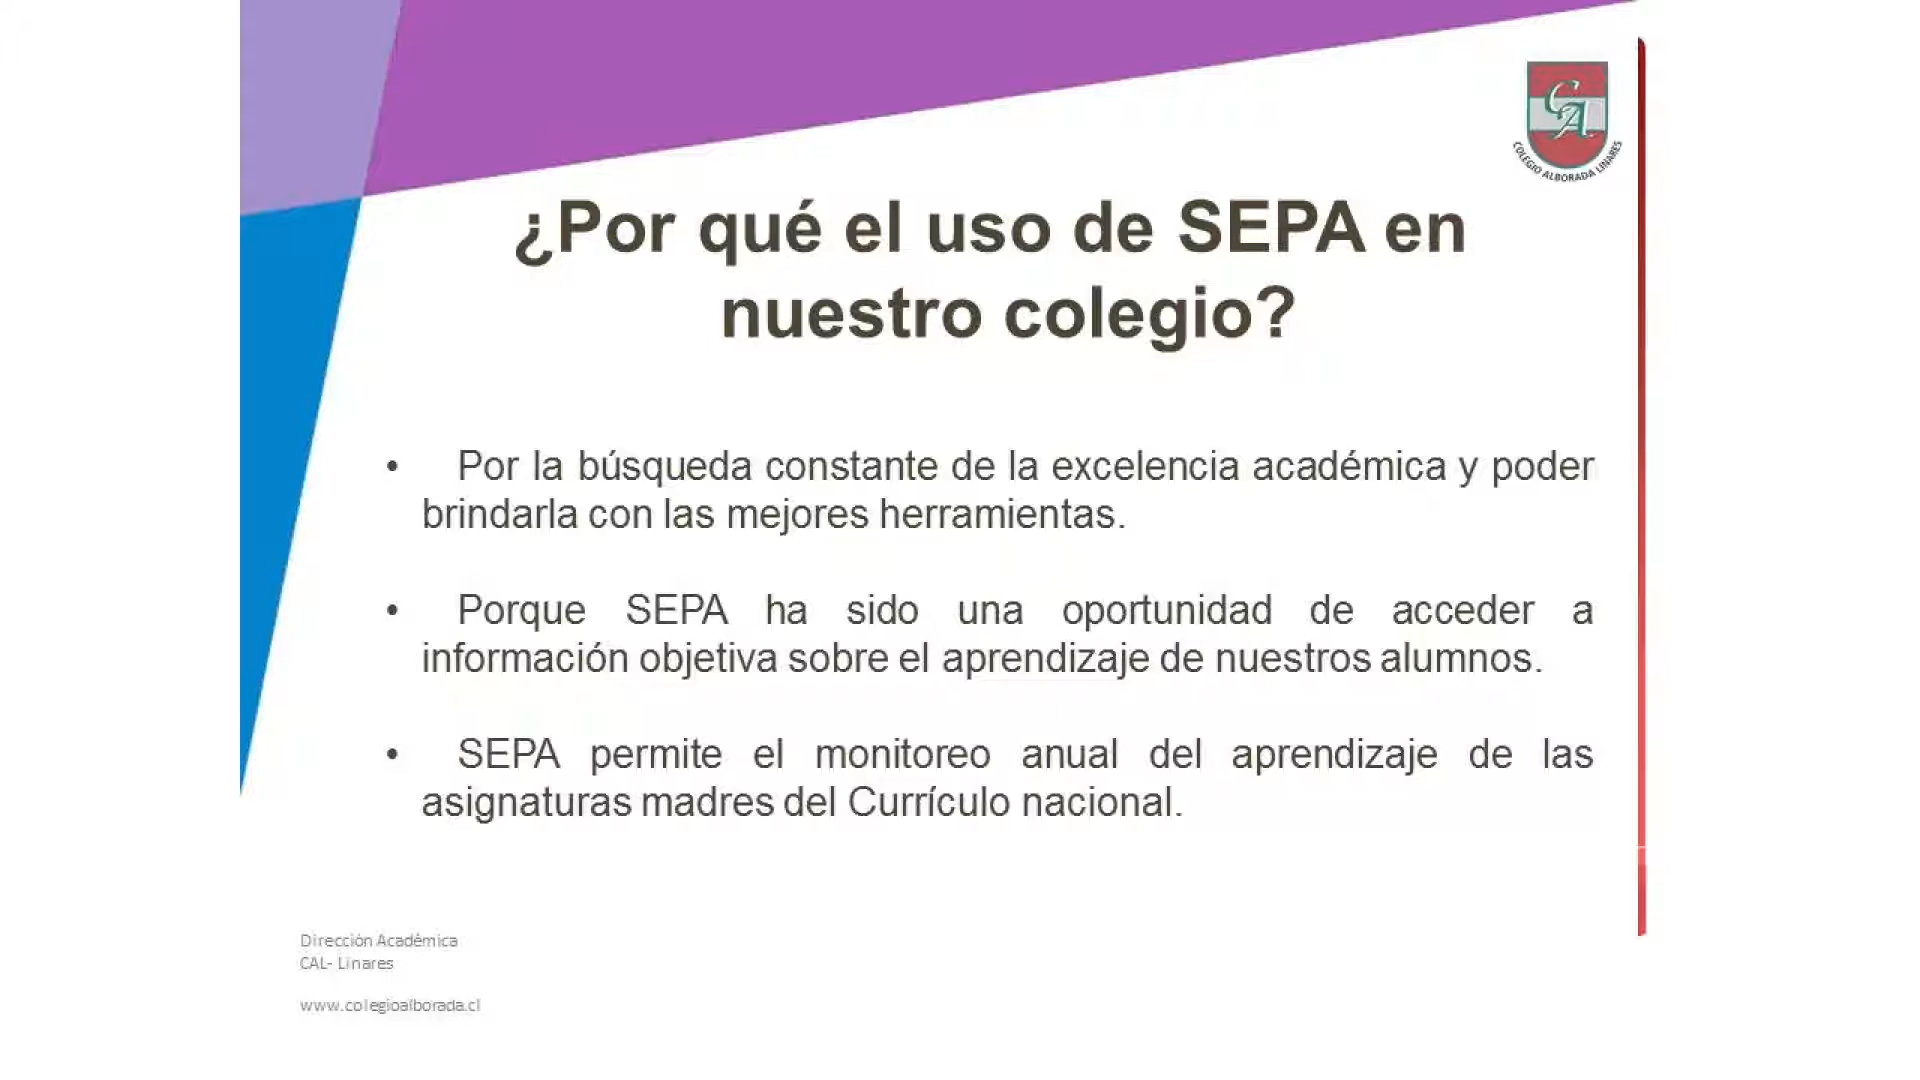 CA
COLEGIO ALBORADA LINARES
¿Por qué el uso de SEPA en
nuestro colegio?
• Por la búsqueda constante de la excelencia académica y poder
brindarla con las mejores herramientas.
• Porque SEPA ha sido una oportunidad de acceder a
información objetiva sobre el aprendizaje de nuestros alumnos.
• SEPA permite el monitoreo anual del aprendizaje de las
asignaturas madres del Currículo nacional.
Dirección Académica
CAL- Linares
www.colegioalborada.cl